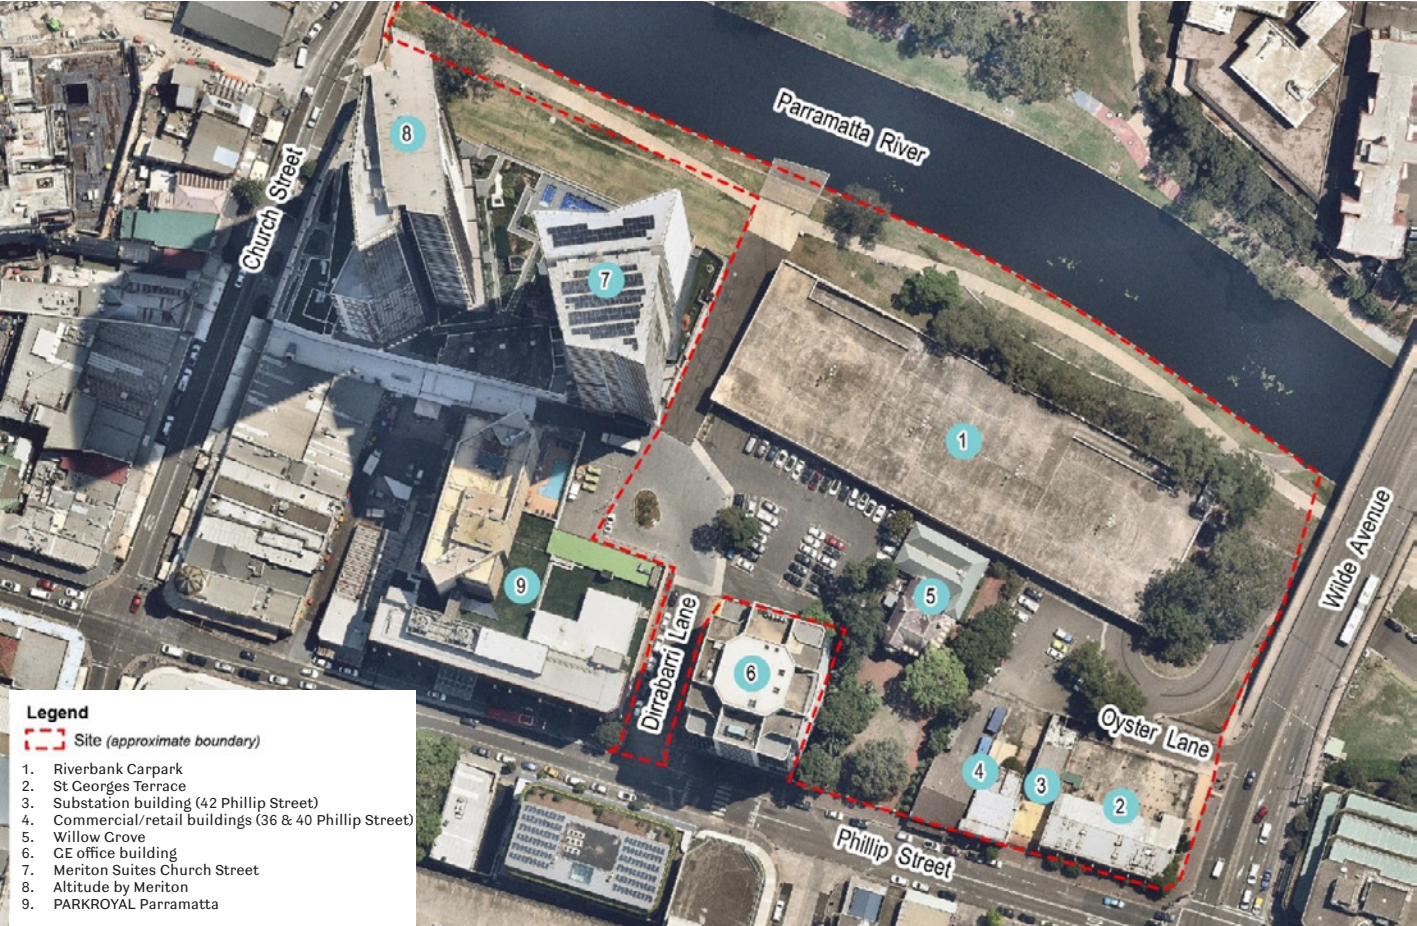 Parramatta River
8
Church Street
7
1
Wilde Avenue
5
9
Dirrabarri Lane
6
Oyster Lane
4
3
2
Phillip Street
Legend
Site (approximate boundary)
1. Riverbank Carpark
2. St Georges Terrace
3. Substation building (42 Phillip Street)
4. Commercial/retail buildings (36 & 40 Phillip Street)
5. Willow Grove
6. GE office building
7. Meriton Suites Church Street
8. Altitude by Meriton
9. PARKROYAL Parramatta